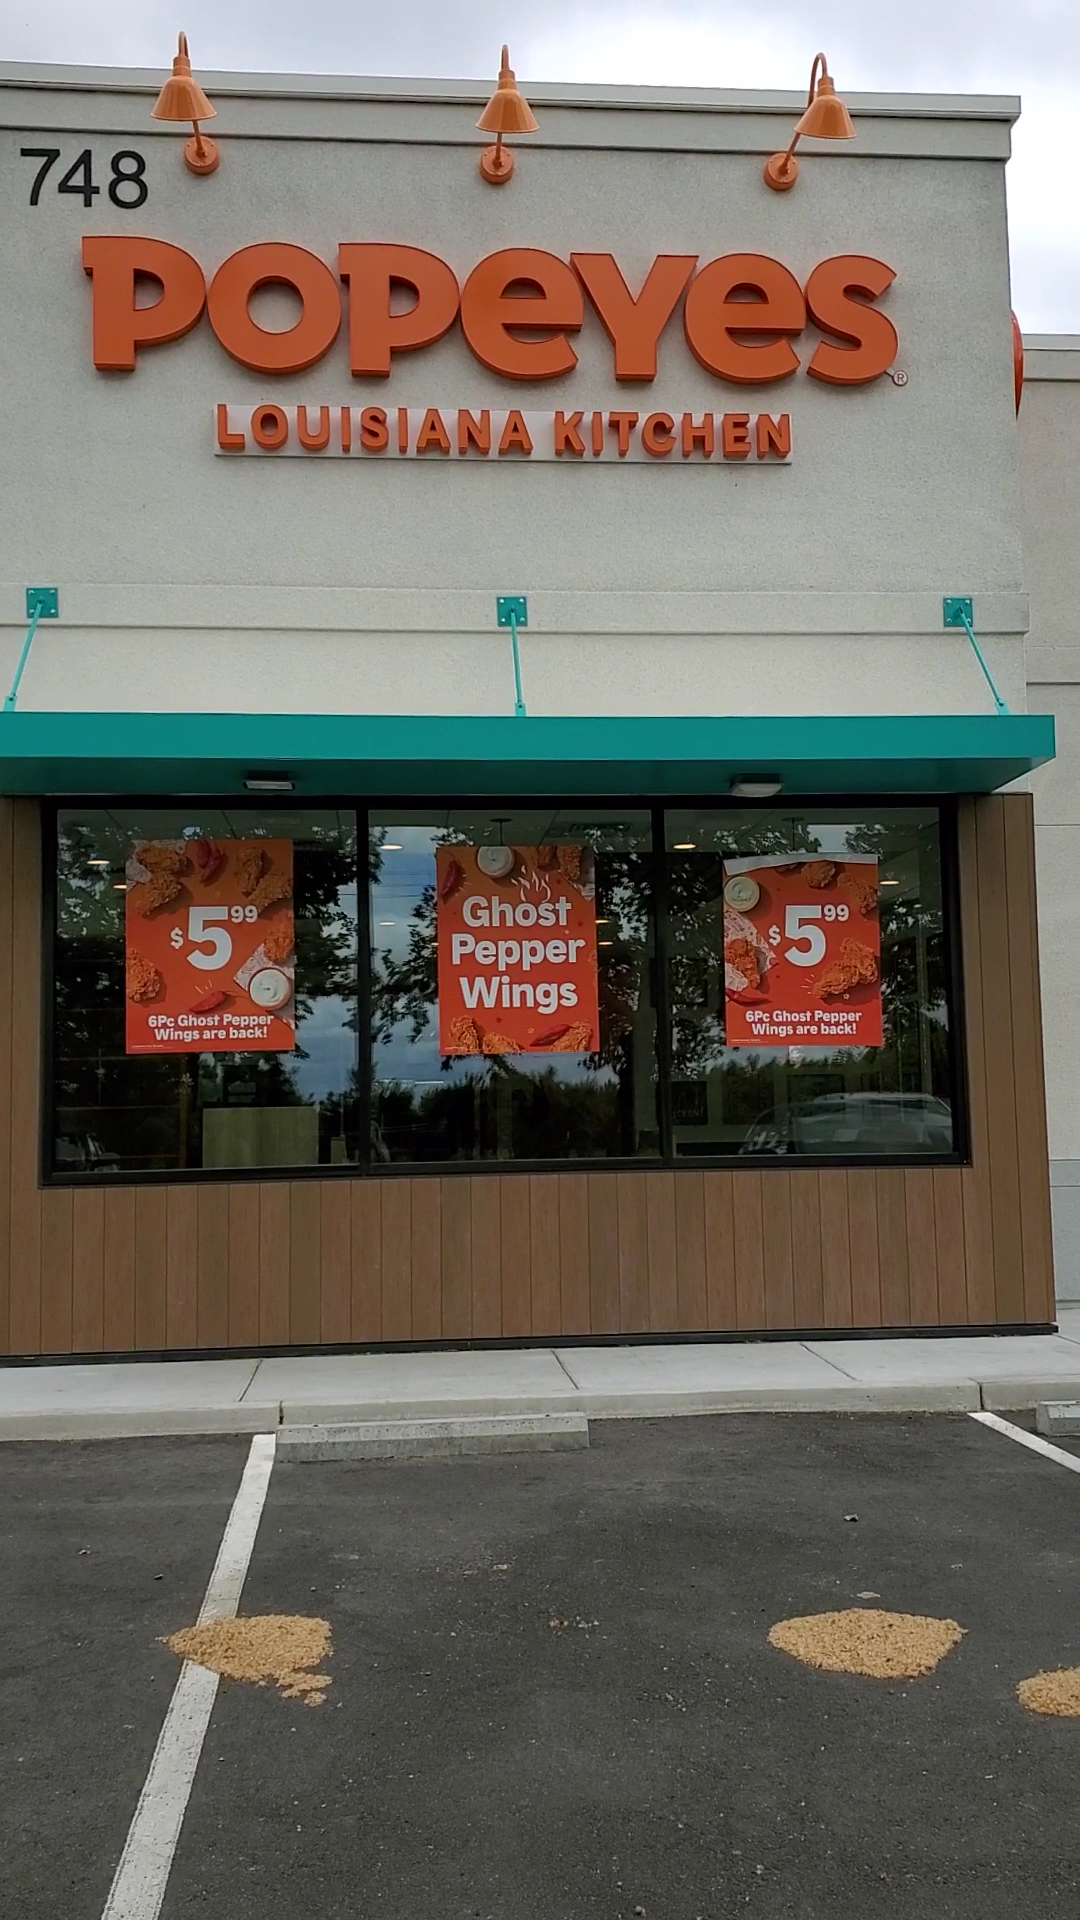 748
POPEYES®
LOUISIANA KITCHEN
$5 99
6Pc Ghost Pepper
Wings are back!
Ghost
Pepper
Wings
$5 99
6Pc Ghost Pepper
Wings are back!